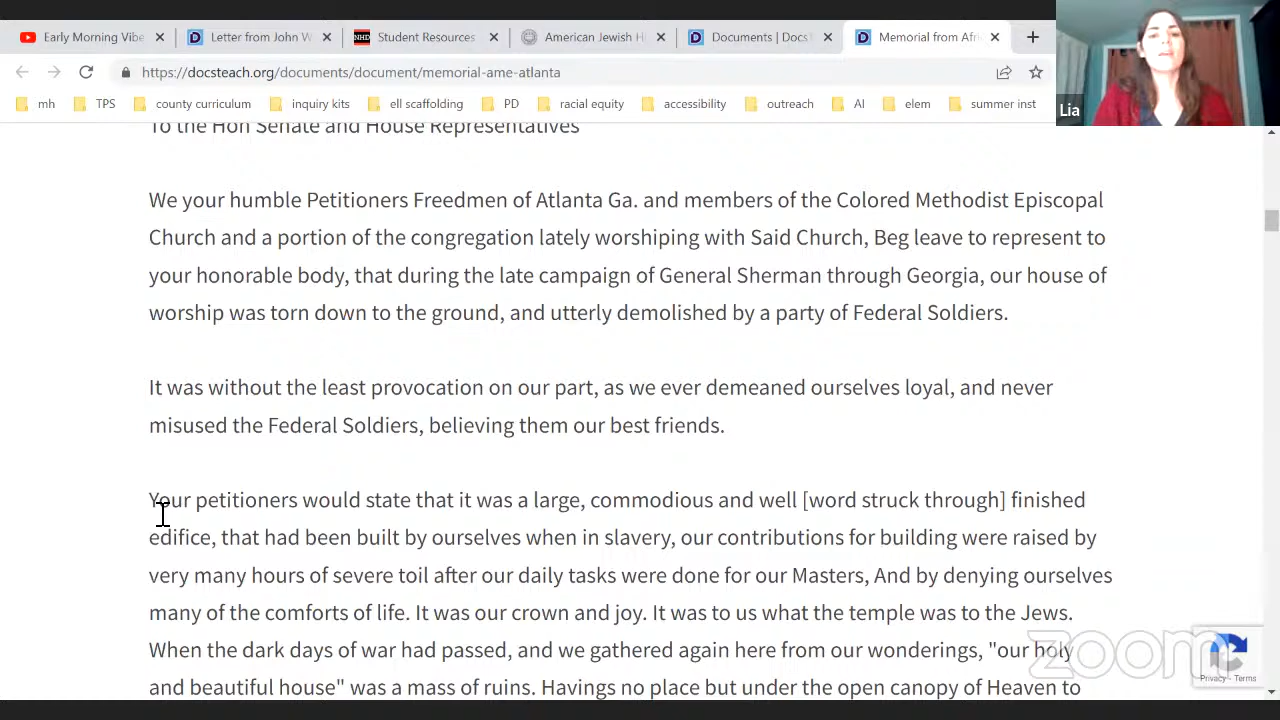 Early Morning Vibe
Letter from John W
Student Resources
American Jewish Hi
Documents | Docs
Memorial from Afri
https://docsteach.org/documents/document/memorial-ame-atlanta
mh
TPS
county curriculum
inquiry kits
ell scaffolding
PD
racial equity
accessibility
outreach
AI
elem
summer inst
Lia
NHD
To the Hon Senate and House Representatives
We your humble Petitioners Freedmen of Atlanta Ga. and members of the Colored Methodist Episcopal
Church and a portion of the congregation lately worshiping with Said Church, Beg leave to represent to
your honorable body, that during the late campaign of General Sherman through Georgia, our house of
worship was torn down to the ground, and utterly demolished by a party of Federal Soldiers.
It was without the least provocation on our part, as we ever demeaned ourselves loyal, and never
misused the Federal Soldiers, believing them our best friends.
Your petitioners would state that it was a large, commodious and well [word struck through] finished
edifice, that had been built by ourselves when in slavery, our contributions for building were raised by
very many hours of severe toil after our daily tasks were done for our Masters, And by denying ourselves
many of the comforts of life. It was our crown and joy. It was to us what the temple was to the Jews.
When the dark days of war had passed, and we gathered again here from our wonderings, "our holy
and beautiful house" was a mass of ruins. Havings no place but under the open canopy of Heaven to
zoom
Privacy - Terms